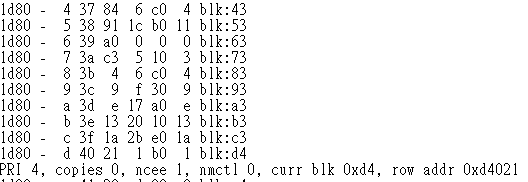 1d80 -  4 37 84  6 c0  4 blk:43
1d80 -  5 38 91 1c b0 11 blk:53
1d80 -  6 39 a0  0  0  0 blk:63
1d80 -  7 3a c3  5 10  3 blk:73
1d80 -  8 3b  4  6 c0  4 blk:83
1d80 -  9 3c  9  f 30  9 blk:93
1d80 -  a 3d  e 17 a0  e blk:a3
1d80 -  b 3e 13 20 10 13 blk:b3
1d80 -  c 3f 1a 2b e0 1a blk:c3
1d80 -  d 40 21  1 b0  1 blk:d4
PRI 4, copies 0, ncee 1, nmctl 0, curr blk 0xd4, row addr 0xd4021